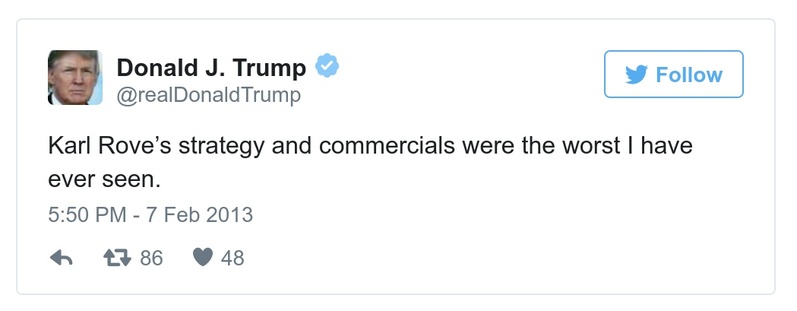 Donald J. Trump
@realDonaldTrump
Follow
Karl Rove’s strategy and commercials were the worst I have
ever seen.
5:50 PM - 7 Feb 2013
86 48